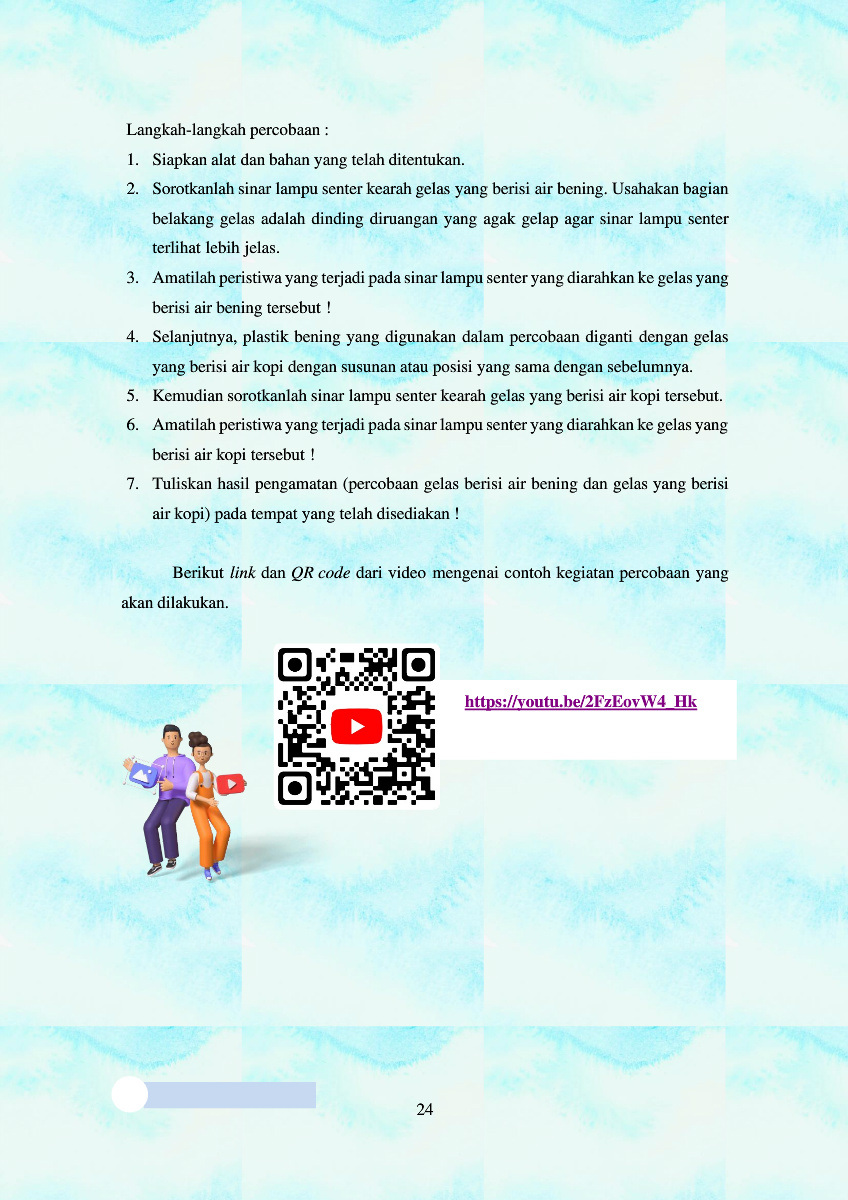 Langkah-langkah percobaan :
1. Siapkan alat dan bahan yang telah ditentukan.
2. Sorotkanlah sinar lampu senter kearah gelas yang berisi air bening. Usahakan bagian
belakang gelas adalah dinding diruangan yang agak gelap agar sinar lampu senter
terlihat lebih jelas.
3. Amatilah peristiwa yang terjadi pada sinar lampu senter yang diarahkan ke gelas yang
berisi air bening tersebut !
4. Selanjutnya, plastik bening yang digunakan dalam percobaan diganti dengan gelas
yang berisi air kopi dengan susunan atau posisi yang sama dengan sebelumnya.
5. Kemudian sorotkanlah sinar lampu senter kearah gelas yang berisi air kopi tersebut.
6. Amatilah peristiwa yang terjadi pada sinar lampu senter yang diarahkan ke gelas yang
berisi air kopi tersebut !
7. Tuliskan hasil pengamatan (percobaan gelas berisi air bening dan gelas yang berisi
air kopi) pada tempat yang telah disediakan !
Berikut link dan QR code dari video mengenai contoh kegiatan percobaan yang
akan dilakukan.
https://youtu.be/2FzEovW4_Hk
24